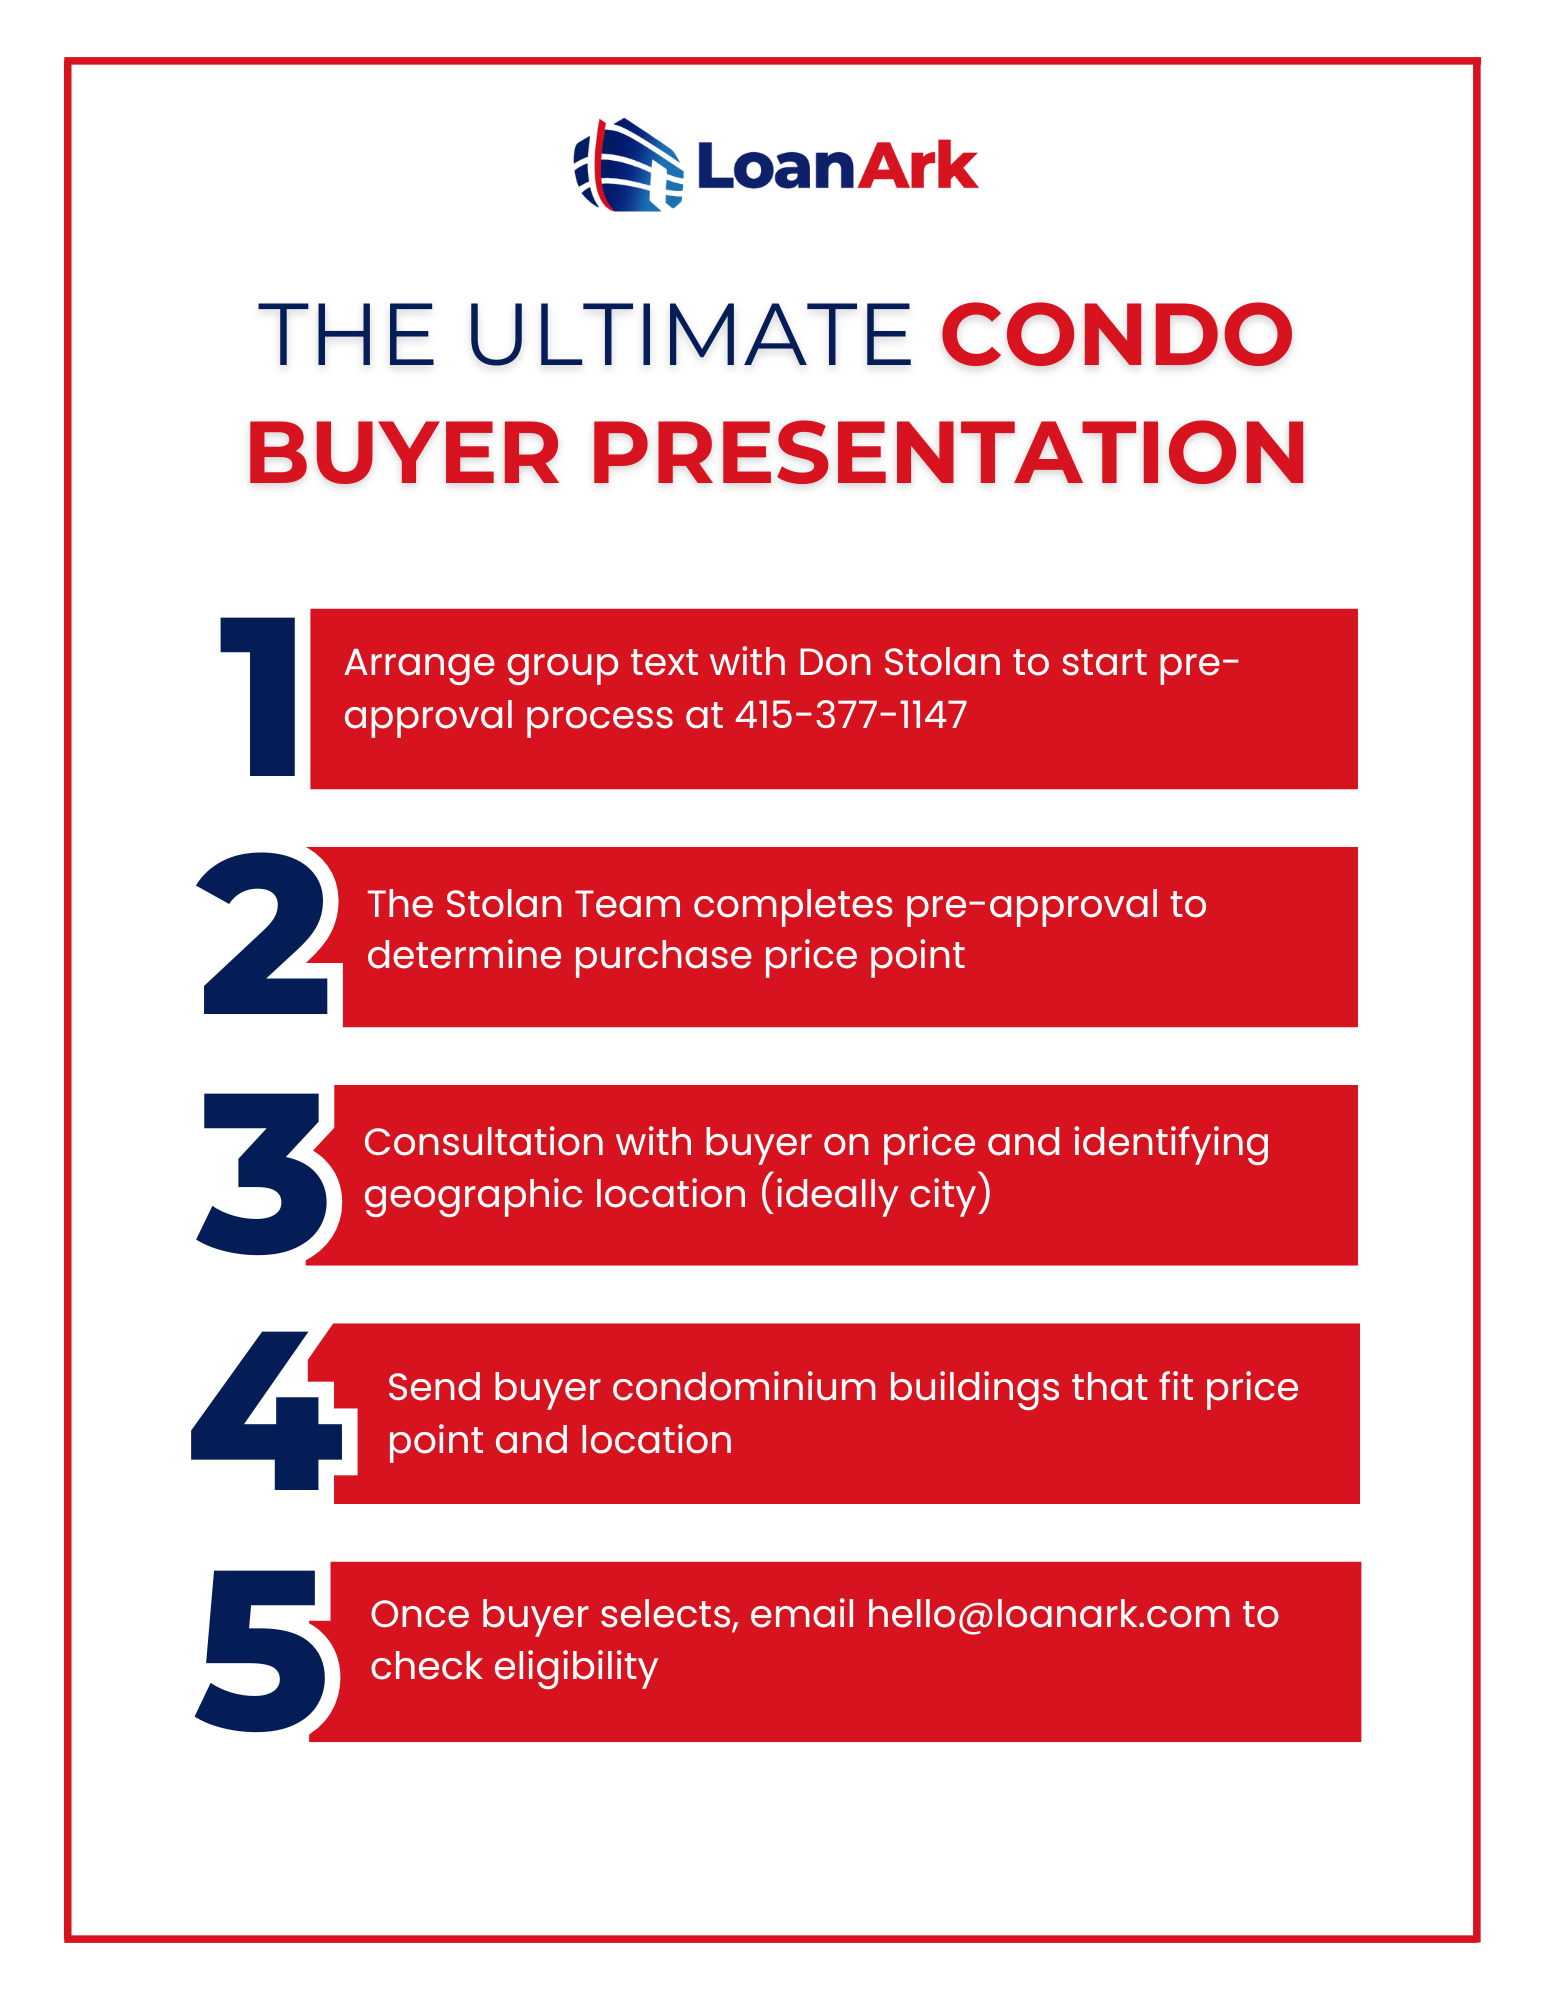 LoanArk
THE ULTIMATE CONDO
BUYER PRESENTATION
1
Arrange group text with Don Stolan to start pre-
approval process at 415-377-1147
2
The Stolan Team completes pre-approval to
determine purchase price point
3
Consultation with buyer on price and identifying
geographic location (ideally city)
4
Send buyer condominium buildings that fit price
point and location
5
Once buyer selects, email hello@loanark.com to
check eligibility